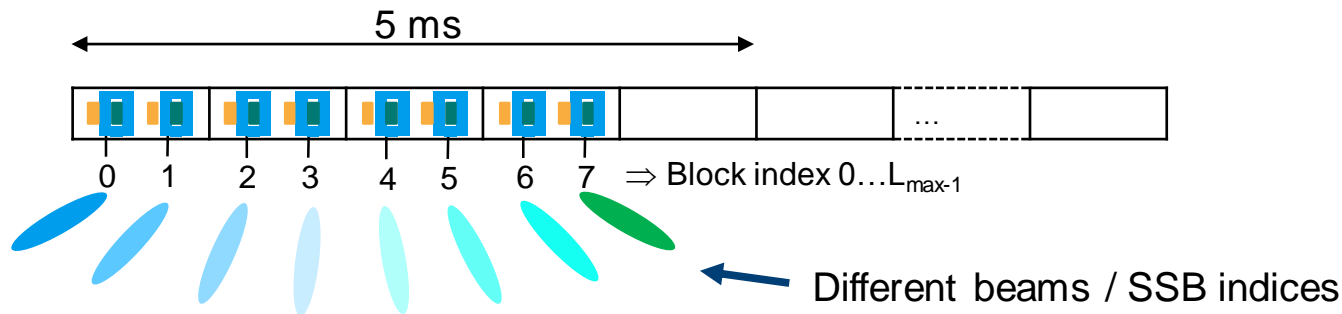 5 ms
...
0 1 2 3 4 5 6 7 ⇒ Block index 0...Lmax-1
Different beams / SSB indices